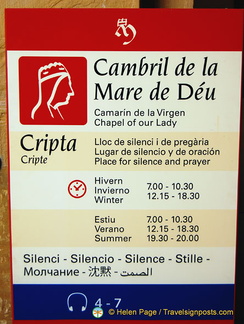 Cambril de la
Mare de Déu
Camarín de la Virgen
Chapel of our Lady
Cripta
Cripte
Lloc de silenci i de pregària
Lugar de silencio y de oración
Place for silence and prayer
Hivern
Invierno
Winter
7.00 - 10.30
12.15 - 18.30
Estiu
Verano
Summer
7.00 - 10.30
12.15 - 18.30
19.30 - 20.00
Silenci - Silencio - Silence - Stille -
Молчание - 沈黙 - الصمت
4 - 7
© Helen Page / Travelsignposts.com